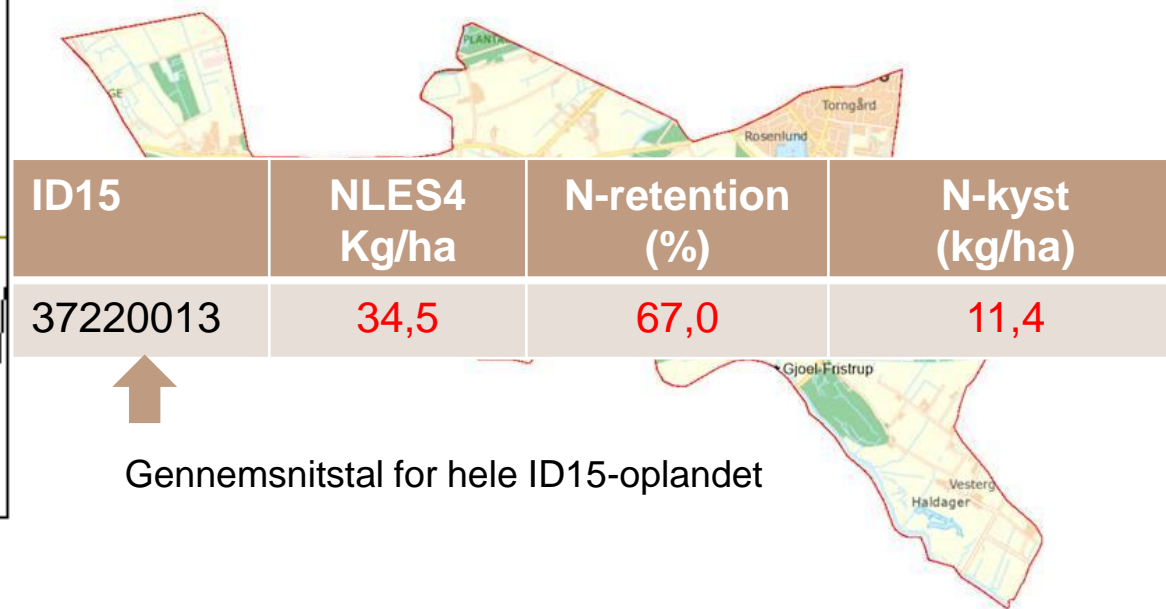 PLANTA
GE
Torngård
Rosenlund
ID15 NLES4 N-retention N-kyst
Kg/ha (%) (kg/ha)
37220013 34,5 67,0 11,4
Gjoel-Fristrup
Gennemsnitstal for hele ID15-oplandet
Vesterg
Haldager